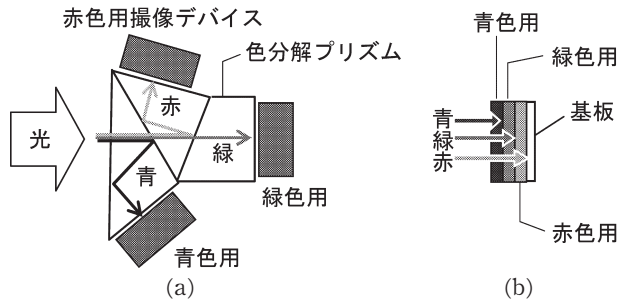 赤色用撮像デバイス
色分解プリズム
光
赤
緑
青
緑色用
青色用
(a)
青色用
緑色用
基板
青
緑
赤
赤色用
(b)